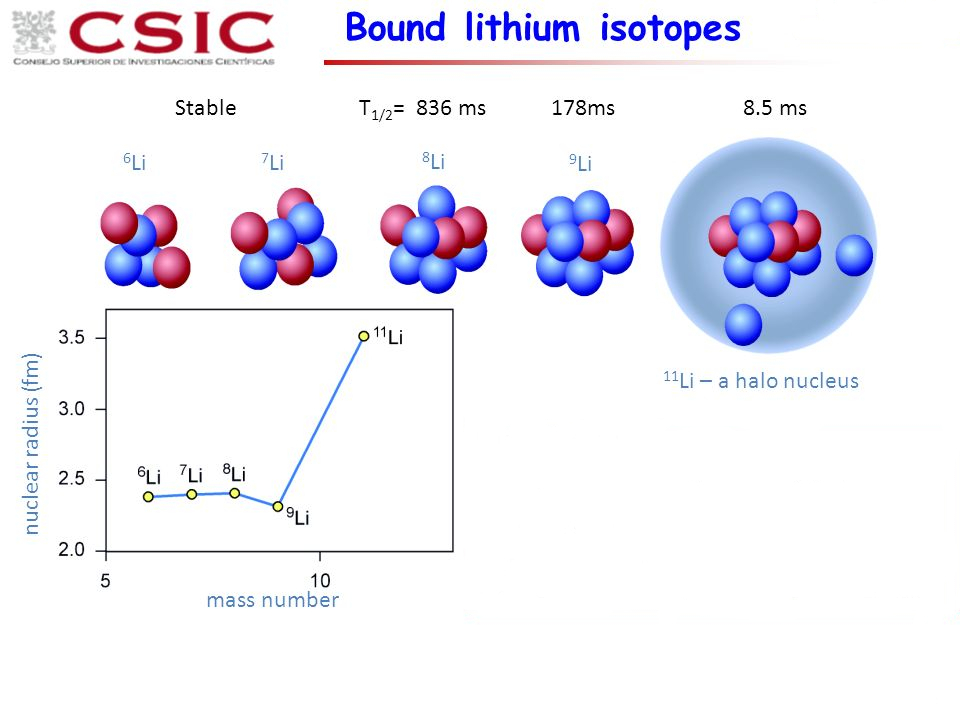 CSIC
CONSEJO SUPERIOR DE INVESTIGACIONES CIENTÍFICAS
Bound lithium isotopes
Stable T1/2= 836 ms 178ms 8.5 ms
⁶Li ⁷Li ⁸Li ⁹Li
¹¹Li – a halo nucleus
nuclear radius (fm)
3.5
3.0
2.5
2.0
⁶Li ⁷Li ⁸Li ⁹Li ¹¹Li
5 10
mass number